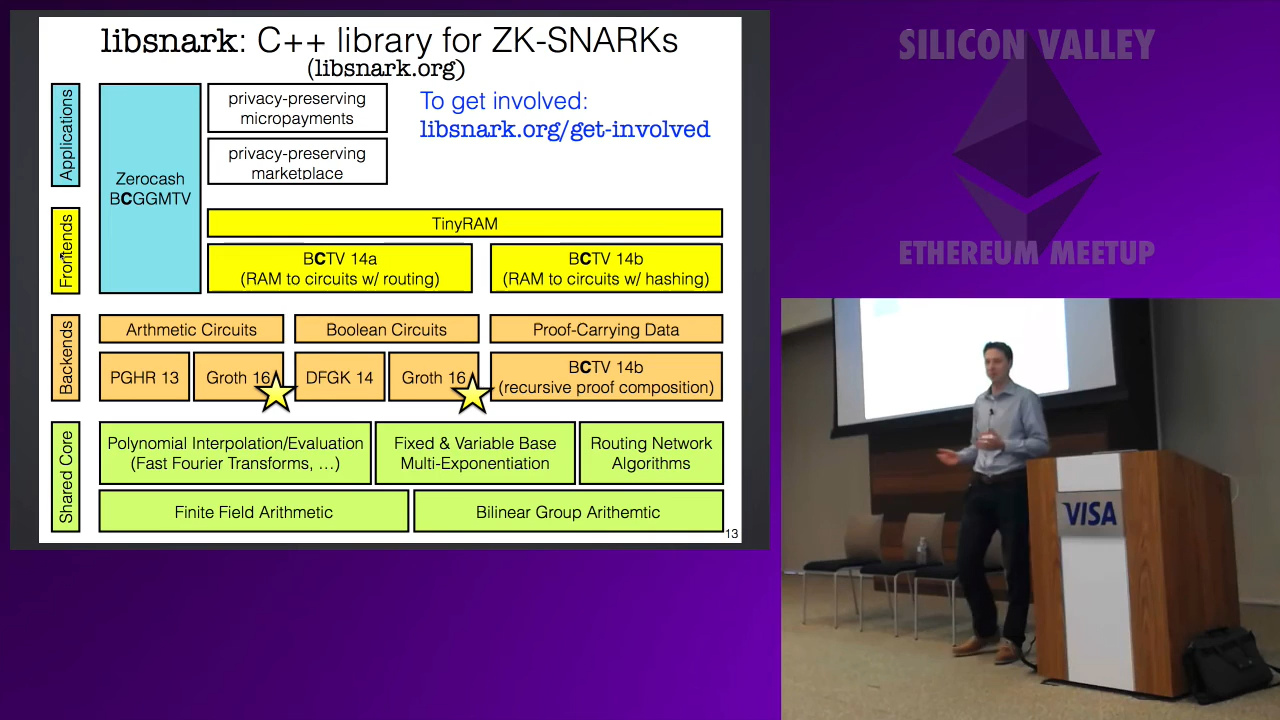 libsnark: C++ library for ZK-SNARKs
(libsnark.org)
Applications
Zerocash
BCGGMTV
privacy-preserving
micropayments
privacy-preserving
marketplace
To get involved:
libsnark.org/get-involved
Frontends
TinyRAM
BCTV 14a
(RAM to circuits w/ routing)
BCTV 14b
(RAM to circuits w/ hashing)
Backends
Arthmetic Circuits
Boolean Circuits
Proof-Carrying Data
PGHR 13
Groth 16
DFGK 14
Groth 16
BCTV 14b
(recursive proof composition)
Shared Core
Polynomial Interpolation/Evaluation
(Fast Fourier Transforms, …)
Fixed & Variable Base
Multi-Exponentiation
Routing Network
Algorithms
Finite Field Arithmetic
Bilinear Group Arithemtic
13
SILICON VALLEY
ETHEREUM MEETUP
VISA